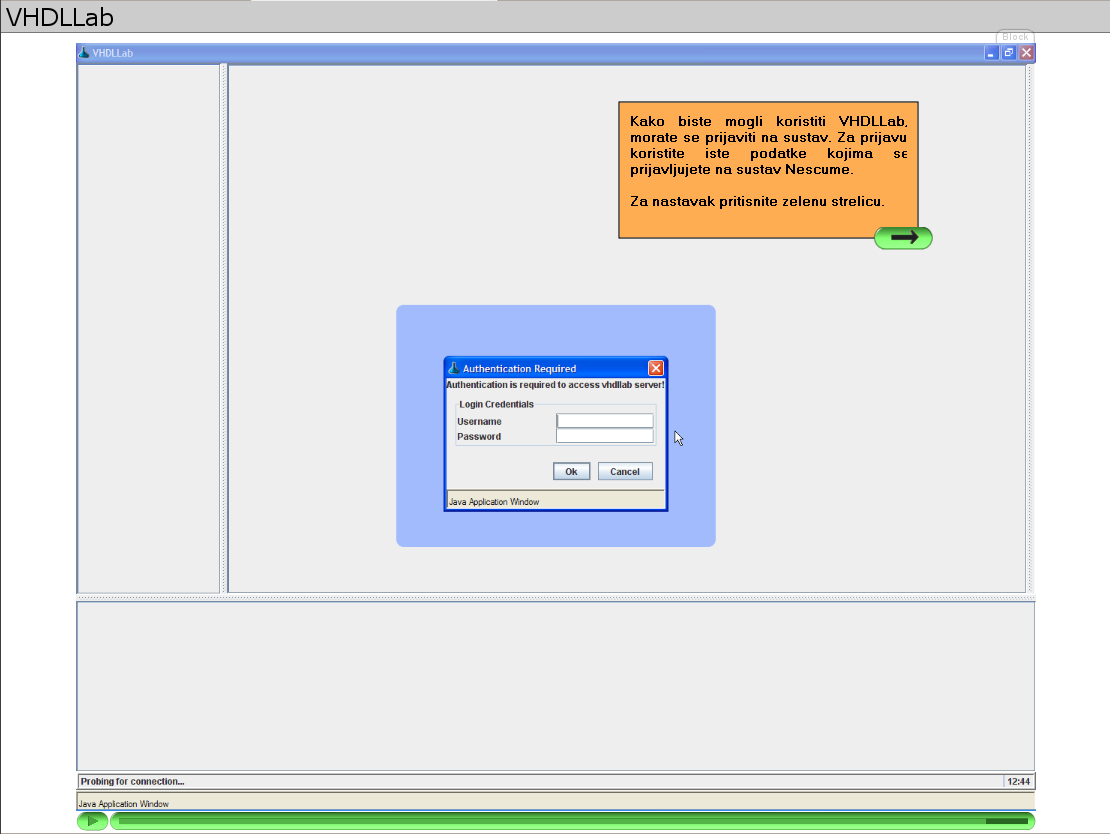 VHDLLab
Block
VHDLLab
Kako biste mogli koristiti VHDLLab,
morate se prijaviti na sustav. Za prijavu
koristite iste podatke kojima se
prijavljujete na sustav Nescume.
Za nastavak pritisnite zelenu strelicu.
Authentication Required
Authentication is required to access vhdllab server!
Login Credentials
Username
Password
Ok Cancel
Java Application Window
Probing for connection... 12:44
Java Application Window